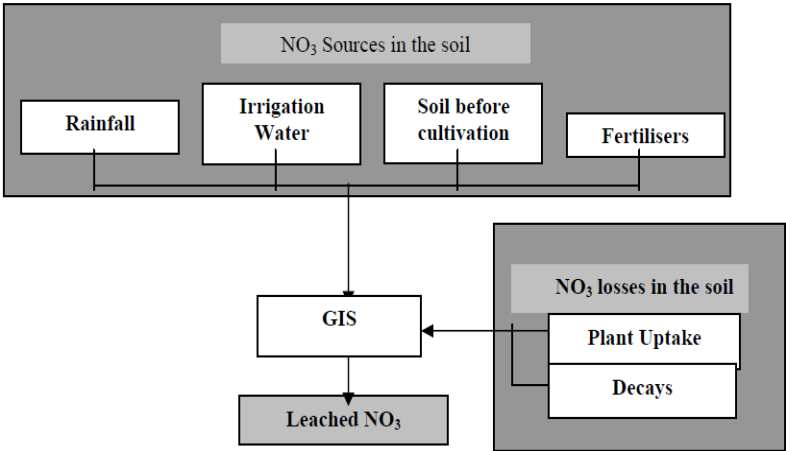 NO₃ Sources in the soil
Rainfall
Irrigation
Water
Soil before
cultivation
Fertilisers
NO₃ losses in the soil
GIS
Plant Uptake
Decays
Leached NO₃